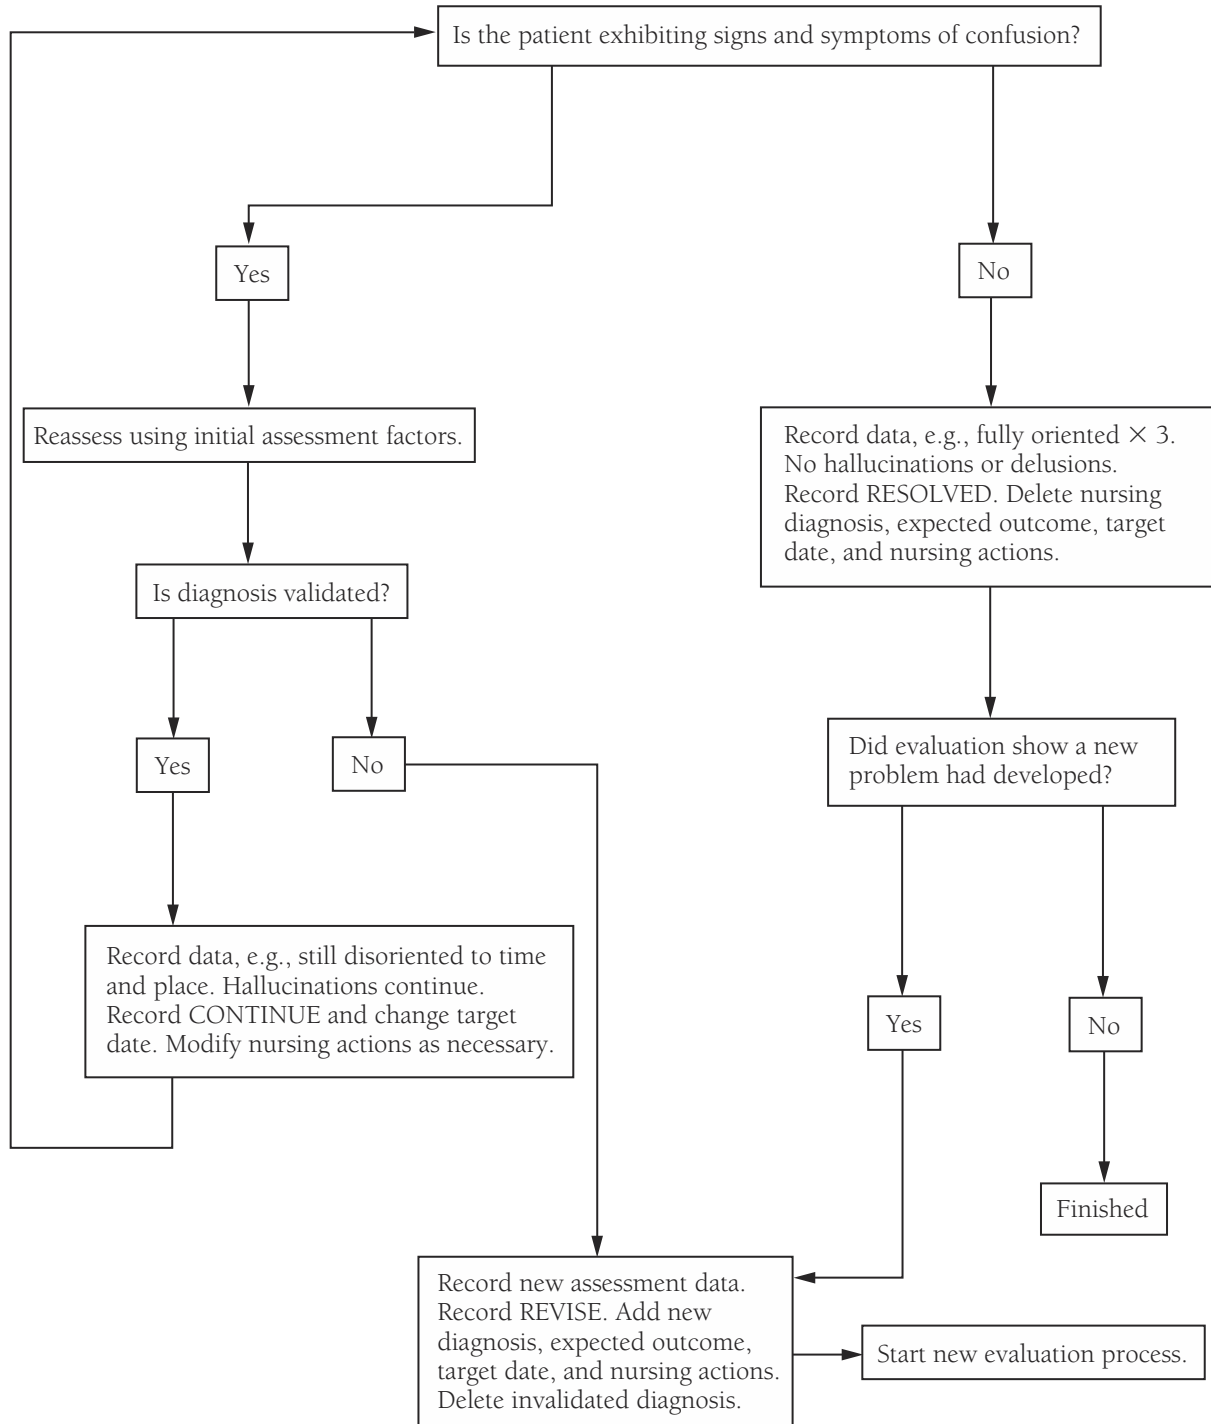 Is the patient exhibiting signs and symptoms of confusion?
Yes
No
Reassess using initial assessment factors.
Record data, e.g., fully oriented × 3.
No hallucinations or delusions.
Record RESOLVED. Delete nursing
diagnosis, expected outcome, target
date, and nursing actions.
Is diagnosis validated?
Yes
No
Did evaluation show a new
problem had developed?
Record data, e.g., still disoriented to time
and place. Hallucinations continue.
Record CONTINUE and change target
date. Modify nursing actions as necessary.
Yes
No
Finished
Record new assessment data.
Record REVISE. Add new
diagnosis, expected outcome,
target date, and nursing actions.
Delete invalidated diagnosis.
Start new evaluation process.